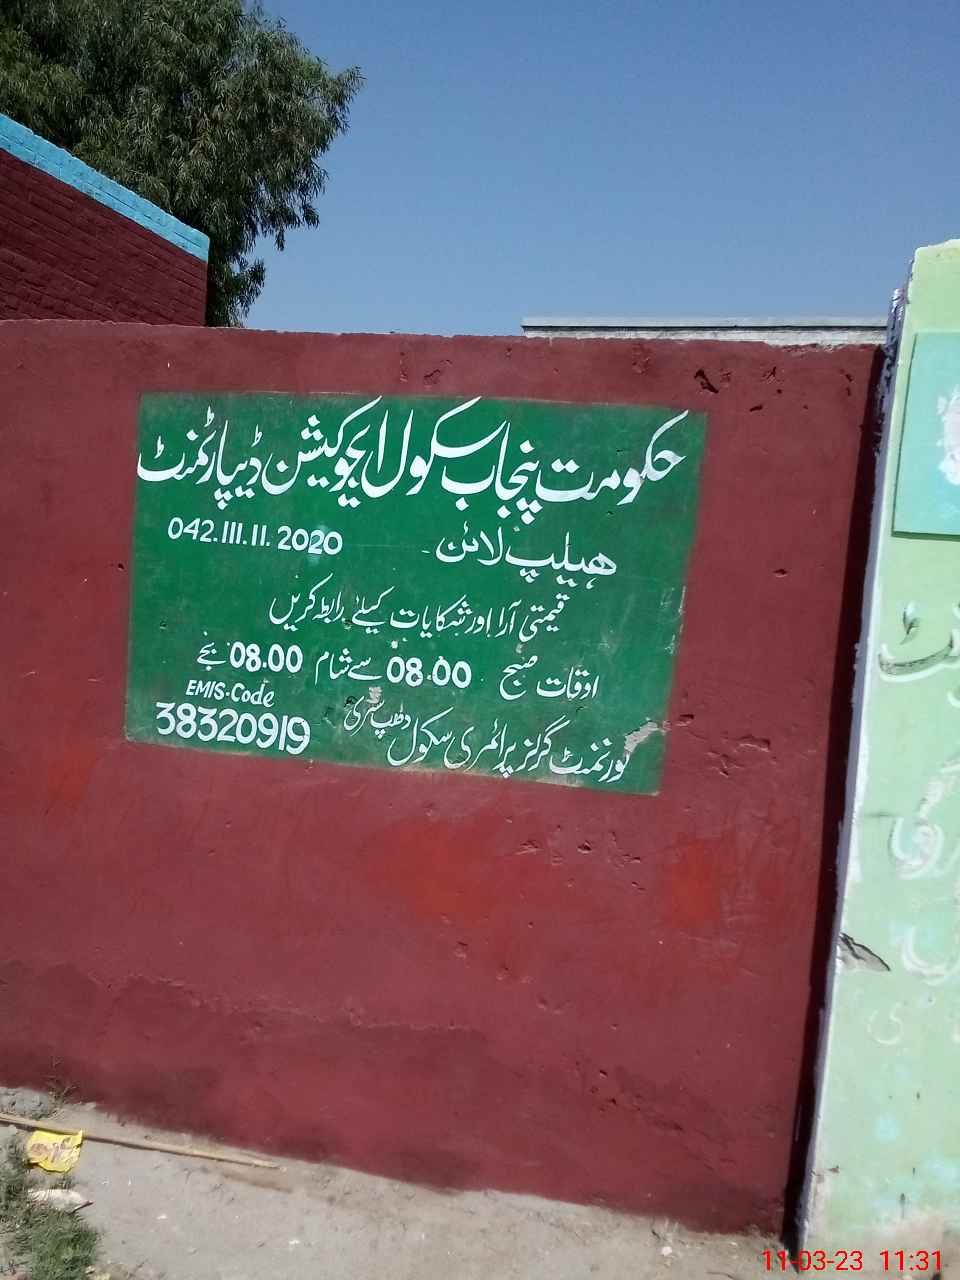 حکومت پنجاب سکول ایجوکیشن ڈیپارٹمنٹ
ھیلپ لائن 042.111.11.2020
قیمتی آرا اور شکایات کیلئے رابطہ کریں
اوقات صبح 08.00 سے شام 08.00 بجے
EMIS.Code
38320919
گورنمنٹ گرلز پرائمری سکول
11-03-23 11:31